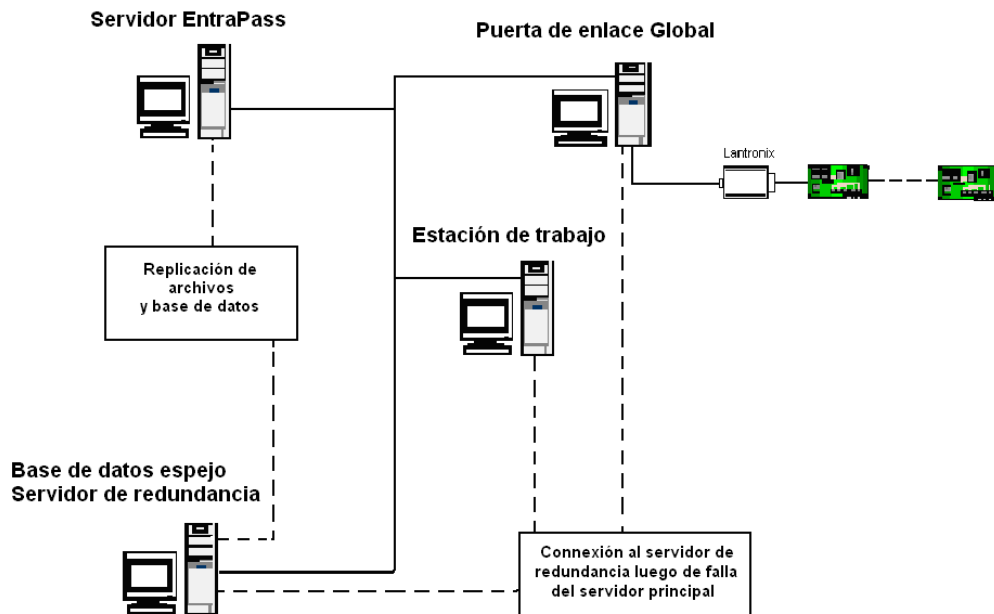 Servidor EntraPass
Puerta de enlace Global
Lantronix
Estación de trabajo
Replicación de
archivos
y base de datos
Base de datos espejo
Servidor de redundancia
Connexión al servidor de
redundancia luego de falla
del servidor principal